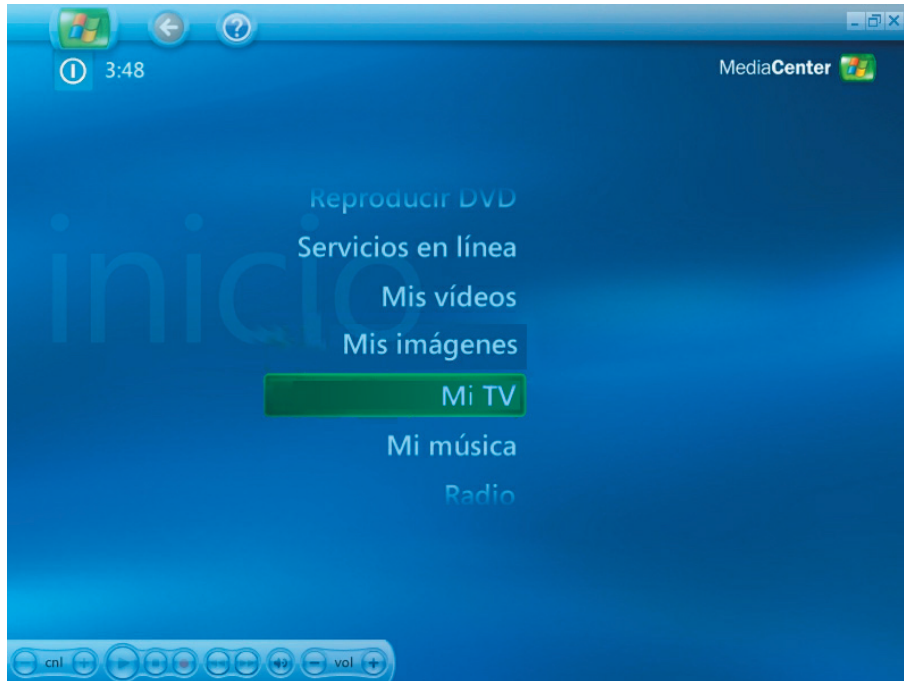 3:48
MediaCenter
inicio
Reproducir DVD
Servicios en línea
Mis vídeos
Mis imágenes
Mi TV
Mi música
Radio
cnl
vol